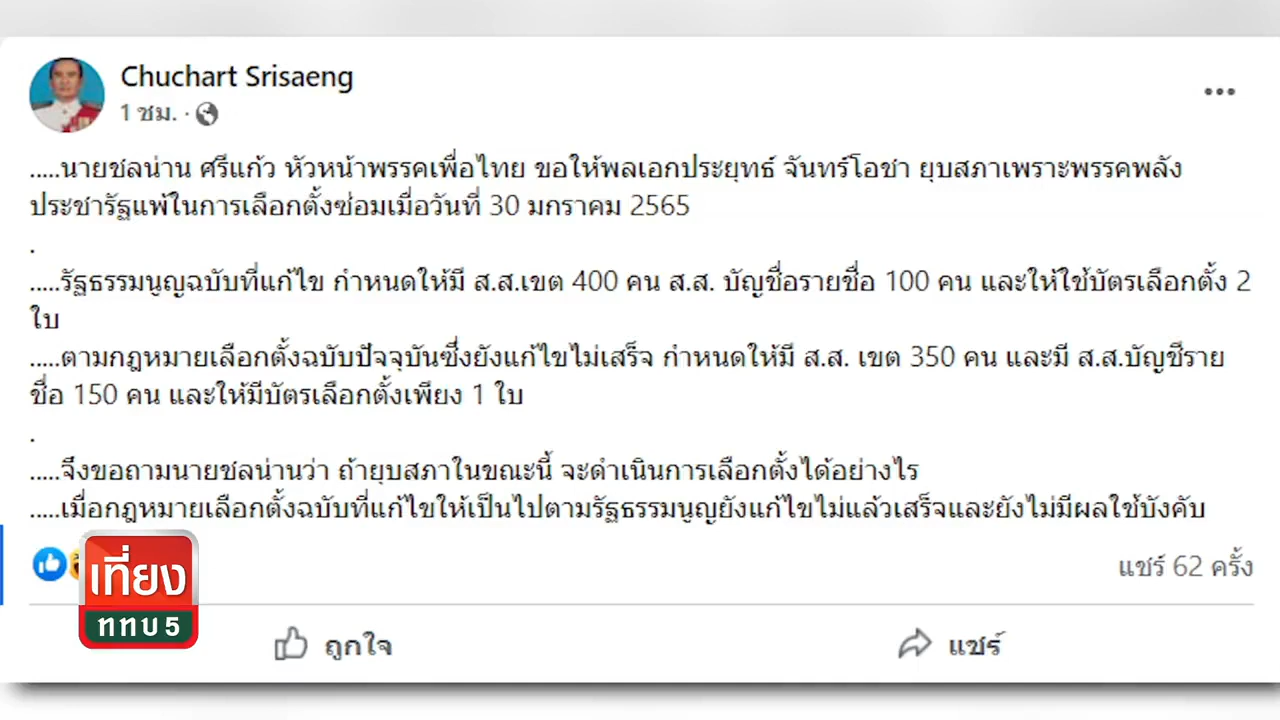 Chuchart Srisaeng
1 ชม. ·
.....นายชลน่าน ศรีแก้ว หัวหน้าพรรคเพื่อไทย ขอให้พลเอกประยุทธ์ จันทร์โอชา ยุบสภาเพราะพรรคพลัง
ประชารัฐแพ้ในการเลือกตั้งซ่อมเมื่อวันที่ 30 มกราคม 2565
.
.....รัฐธรรมนูญฉบับที่แก้ไข กำหนดให้มี ส.ส.เขต 400 คน ส.ส. บัญชื่อรายชื่อ 100 คน และให้ใช้บัตรเลือกตั้ง 2
ใบ
.....ตามกฎหมายเลือกตั้งฉบับปัจจุบันซึ่งยังแก้ไขไม่เสร็จ กำหนดให้มี ส.ส. เขต 350 คน และมี ส.ส.บัญชีราย
ชื่อ 150 คน และให้มีบัตรเลือกตั้งเพียง 1 ใบ
.
.....จึงขอถามนายชลน่านว่า ถ้ายุบสภาในขณะนี้ จะดำเนินการเลือกตั้งได้อย่างไร
.....เมื่อกฎหมายเลือกตั้งฉบับที่แก้ไขให้เป็นไปตามรัฐธรรมนูญยังแก้ไขไม่แล้วเสร็จและยังไม่มีผลใช้บังคับ
แชร์ 62 ครั้ง
เที่ยง
ททบ 5
ถูกใจ
แชร์